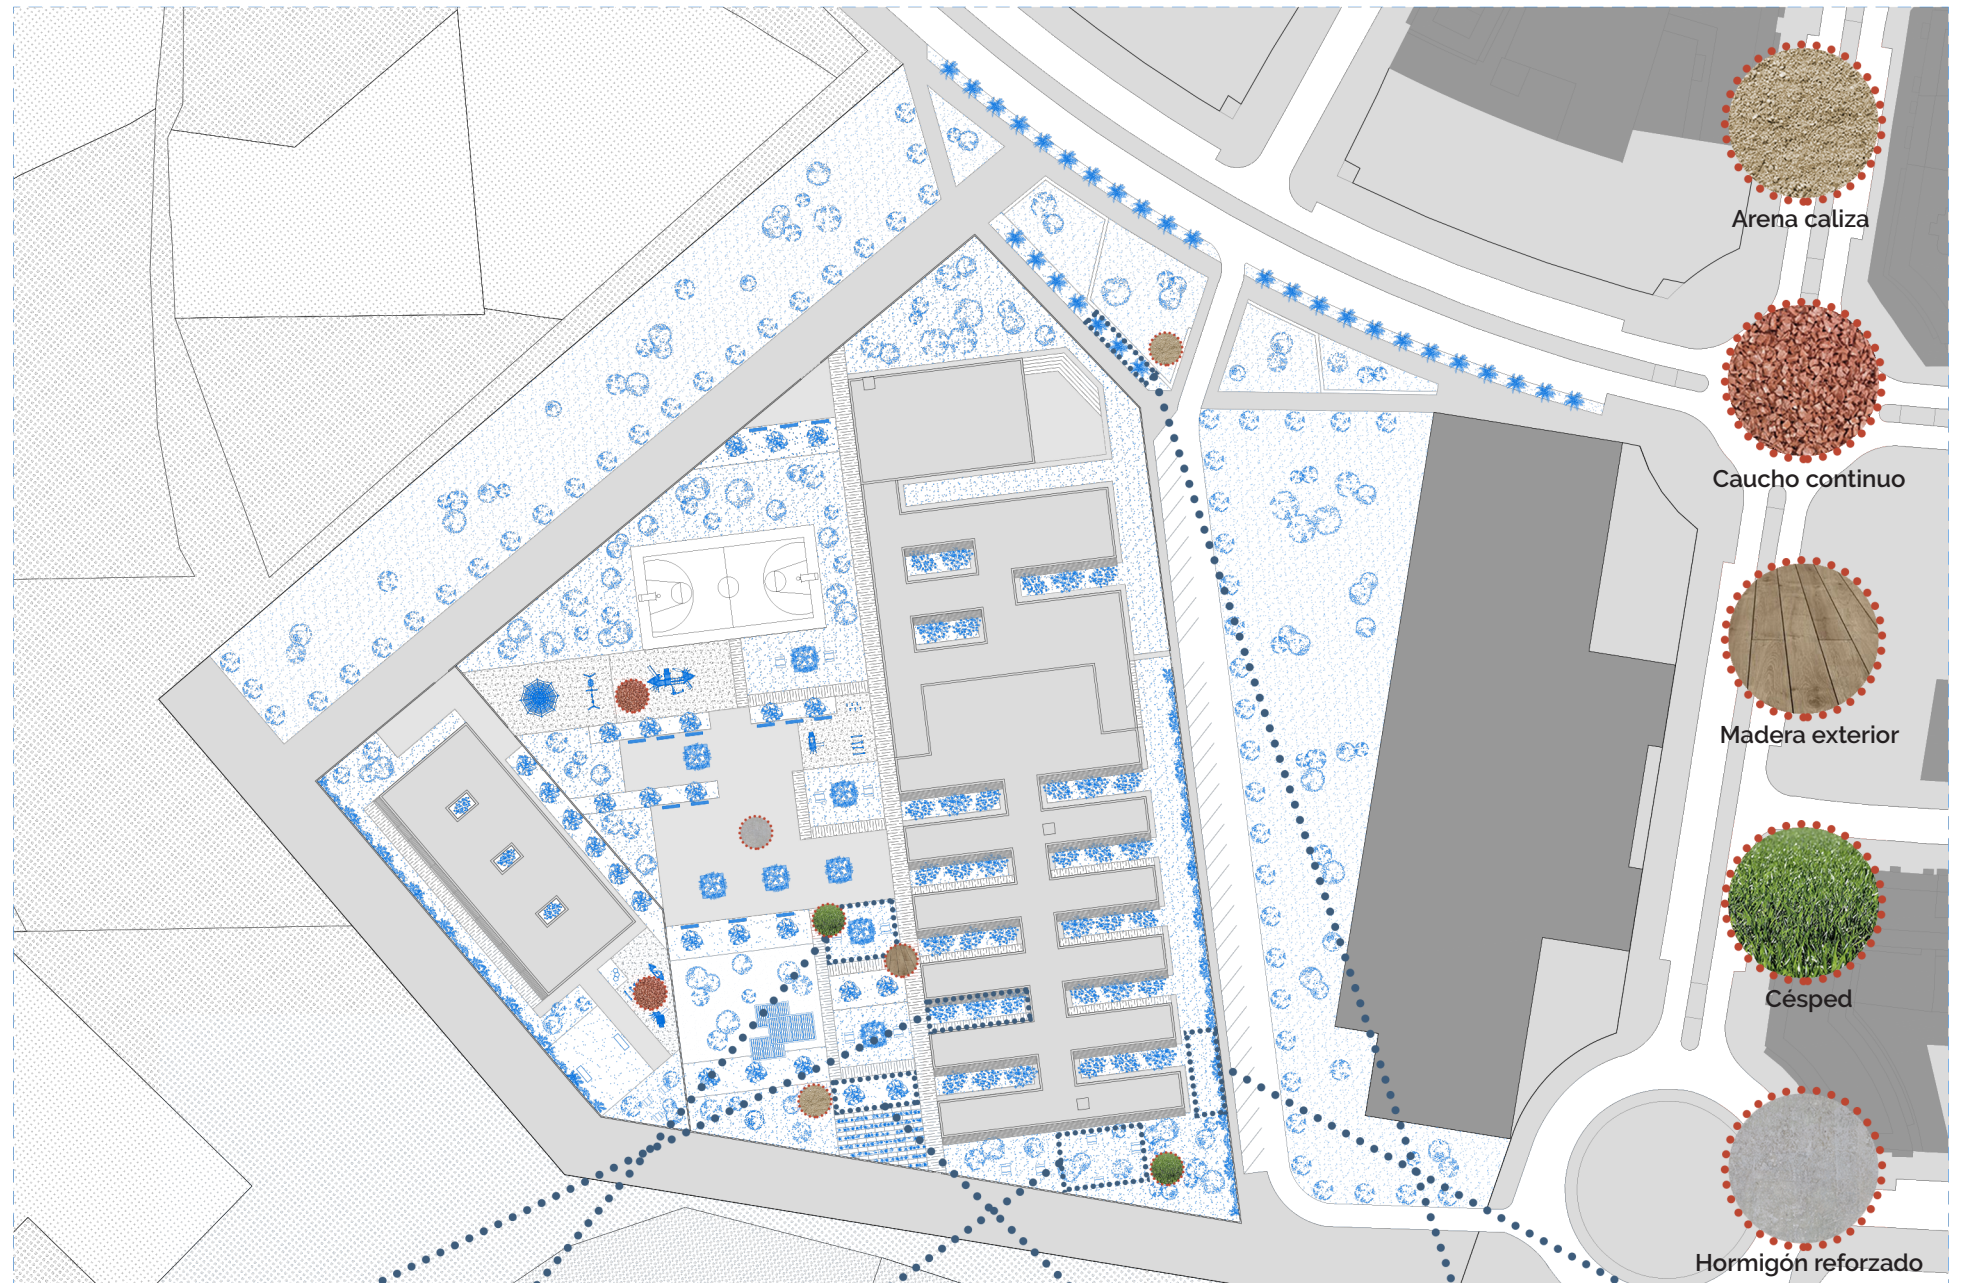 Arena caliza
Caucho continuo
Madera exterior
Césped
Hormigón reforzado